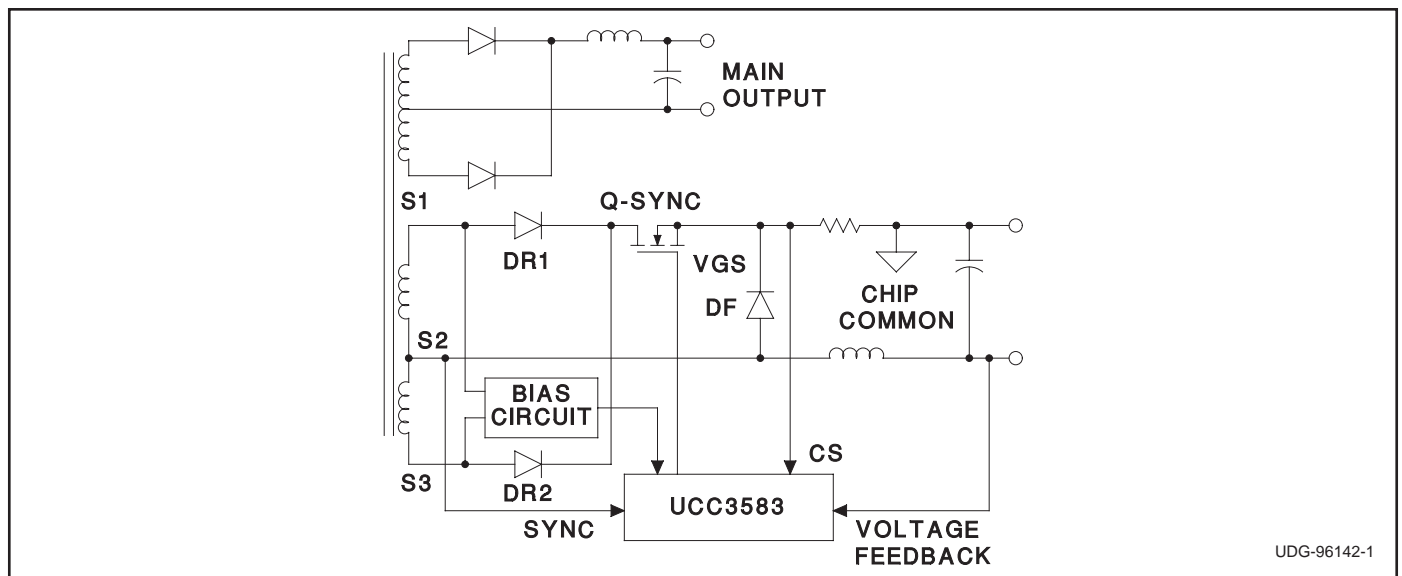 MAIN
OUTPUT
S1
Q-SYNC
DR1
VGS
DF
CHIP
COMMON
S2
BIAS
CIRCUIT
CS
S3
DR2
UCC3583
SYNC
VOLTAGE
FEEDBACK
UDG-96142-1